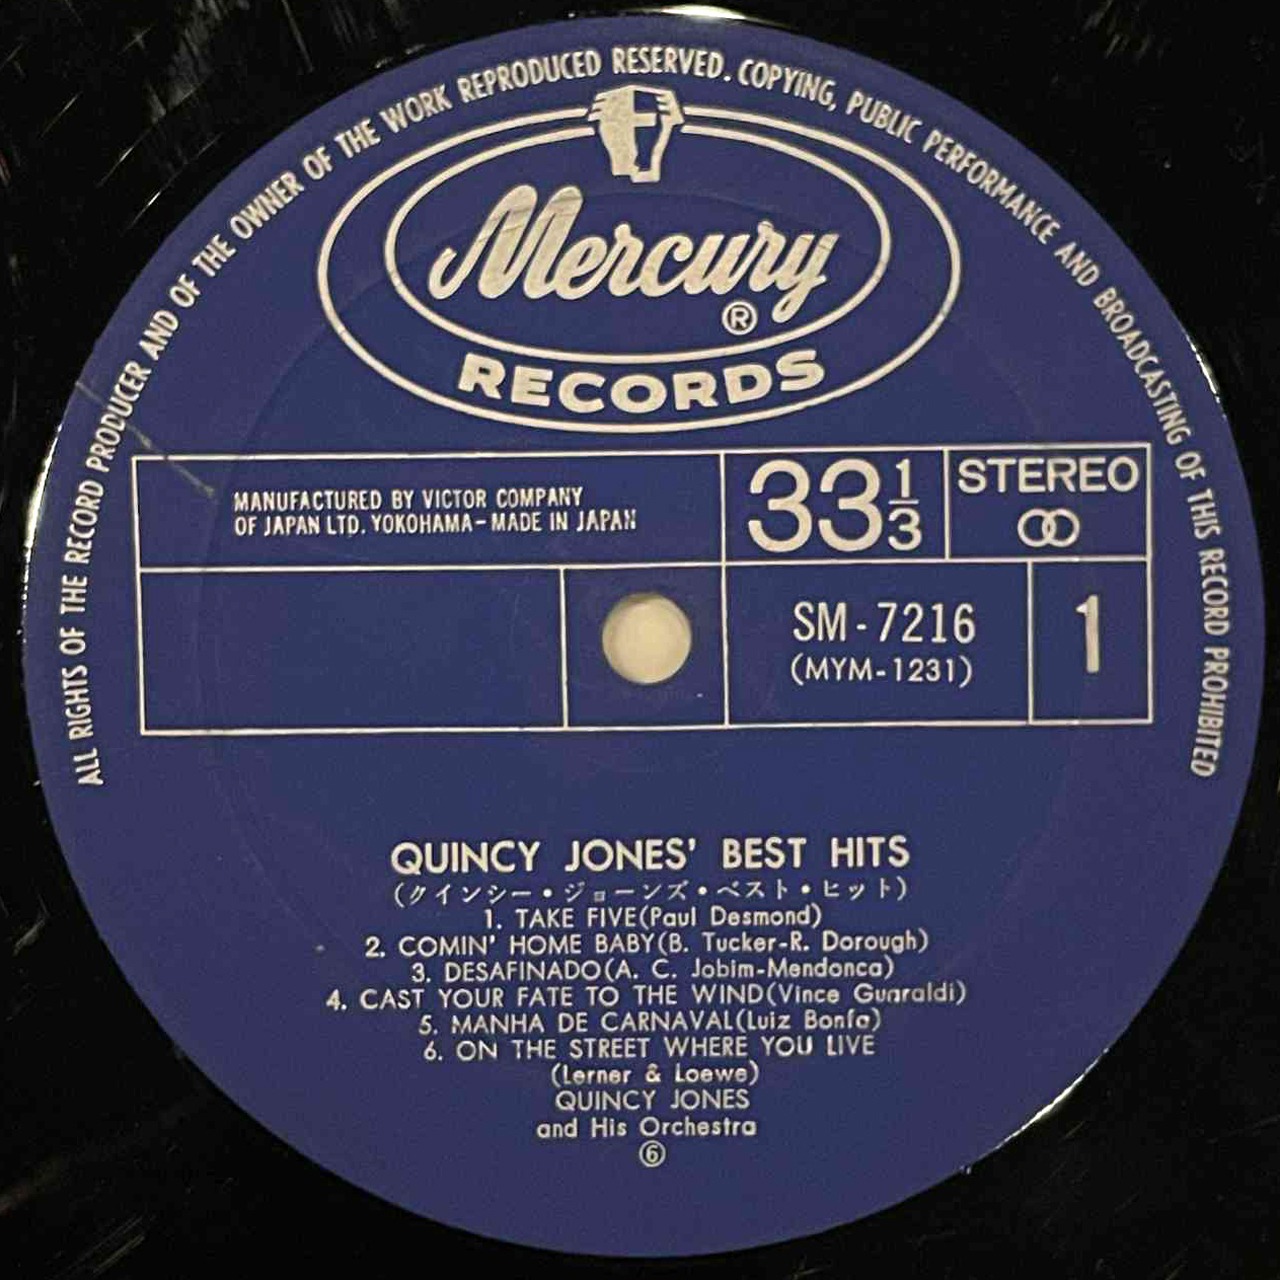 ALL RIGHTS OF THE RECORD PRODUCER AND OF THE OWNER OF THE WORK REPRODUCED RESERVED. COPYING, PUBLIC PERFORMANCE AND BROADCASTING OF THIS RECORD PROHIBITED
Mercury
®
RECORDS
MANUFACTURED BY VICTOR COMPANY
OF JAPAN LTD. YOKOHAMA-MADE IN JAPAN
33 1/3
STEREO
SM-7216
(MYM-1231)
1
QUINCY JONES' BEST HITS
(クインシー・ジョーンズ・ベスト・ヒット)
1. TAKE FIVE(Paul Desmond)
2. COMIN' HOME BABY(B. Tucker-R. Dorough)
3. DESAFINADO(A. C. Jobim-Mendonca)
4. CAST YOUR FATE TO THE WIND(Vince Guaraldi)
5. MANHA DE CARNAVAL(Luiz Bonfa)
6. ON THE STREET WHERE YOU LIVE
(Lerner & Loewe)
QUINCY JONES
and His Orchestra
⑥